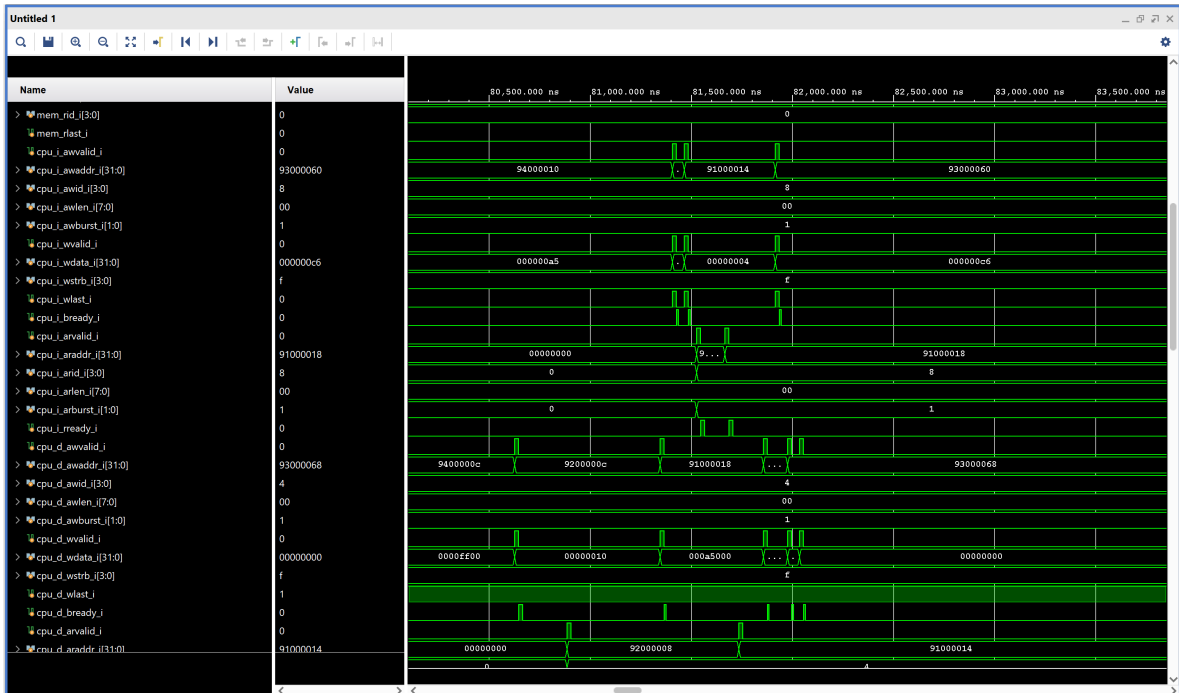 Untitled 1
Name Value
80,500.000 ns 81,000.000 ns 81,500.000 ns 82,000.000 ns 82,500.000 ns 83,000.000 ns 83,500.000 ns
mem_rid_i[3:0] 0 0
mem_rlast_i 0
cpu_i_awvalid_i 0
cpu_i_awaddr_i[31:0] 93000060 94000010 . 91000014 93000060
cpu_i_awid_i[3:0] 8 8
cpu_i_awlen_i[7:0] 00 00
cpu_i_awburst_i[1:0] 1 1
cpu_i_wvalid_i 0
cpu_i_wdata_i[31:0] 000000c6 000000a5 . 00000004 000000c6
cpu_i_wstrb_i[3:0] f f
cpu_i_wlast_i 0
cpu_i_bready_i 0
cpu_i_arvalid_i 0
cpu_i_araddr_i[31:0] 91000018 00000000 9... 91000018
cpu_i_arid_i[3:0] 8 0 8
cpu_i_arlen_i[7:0] 00 00
cpu_i_arburst_i[1:0] 1 0 1
cpu_i_rready_i 0
cpu_d_awvalid_i 0
cpu_d_awaddr_i[31:0] 93000068 9400000c 9200000c 91000018 ... 93000068
cpu_d_awid_i[3:0] 4 4
cpu_d_awlen_i[7:0] 00 00
cpu_d_awburst_i[1:0] 1 1
cpu_d_wvalid_i 0
cpu_d_wdata_i[31:0] 00000000 0000ff00 00000010 000a5000 ... . 00000000
cpu_d_wstrb_i[3:0] f f
cpu_d_wlast_i 1
cpu_d_bready_i 0
cpu_d_arvalid_i 0
cpu_d_araddr_i[31:0] 91000014 00000000 92000008 91000014
0 4